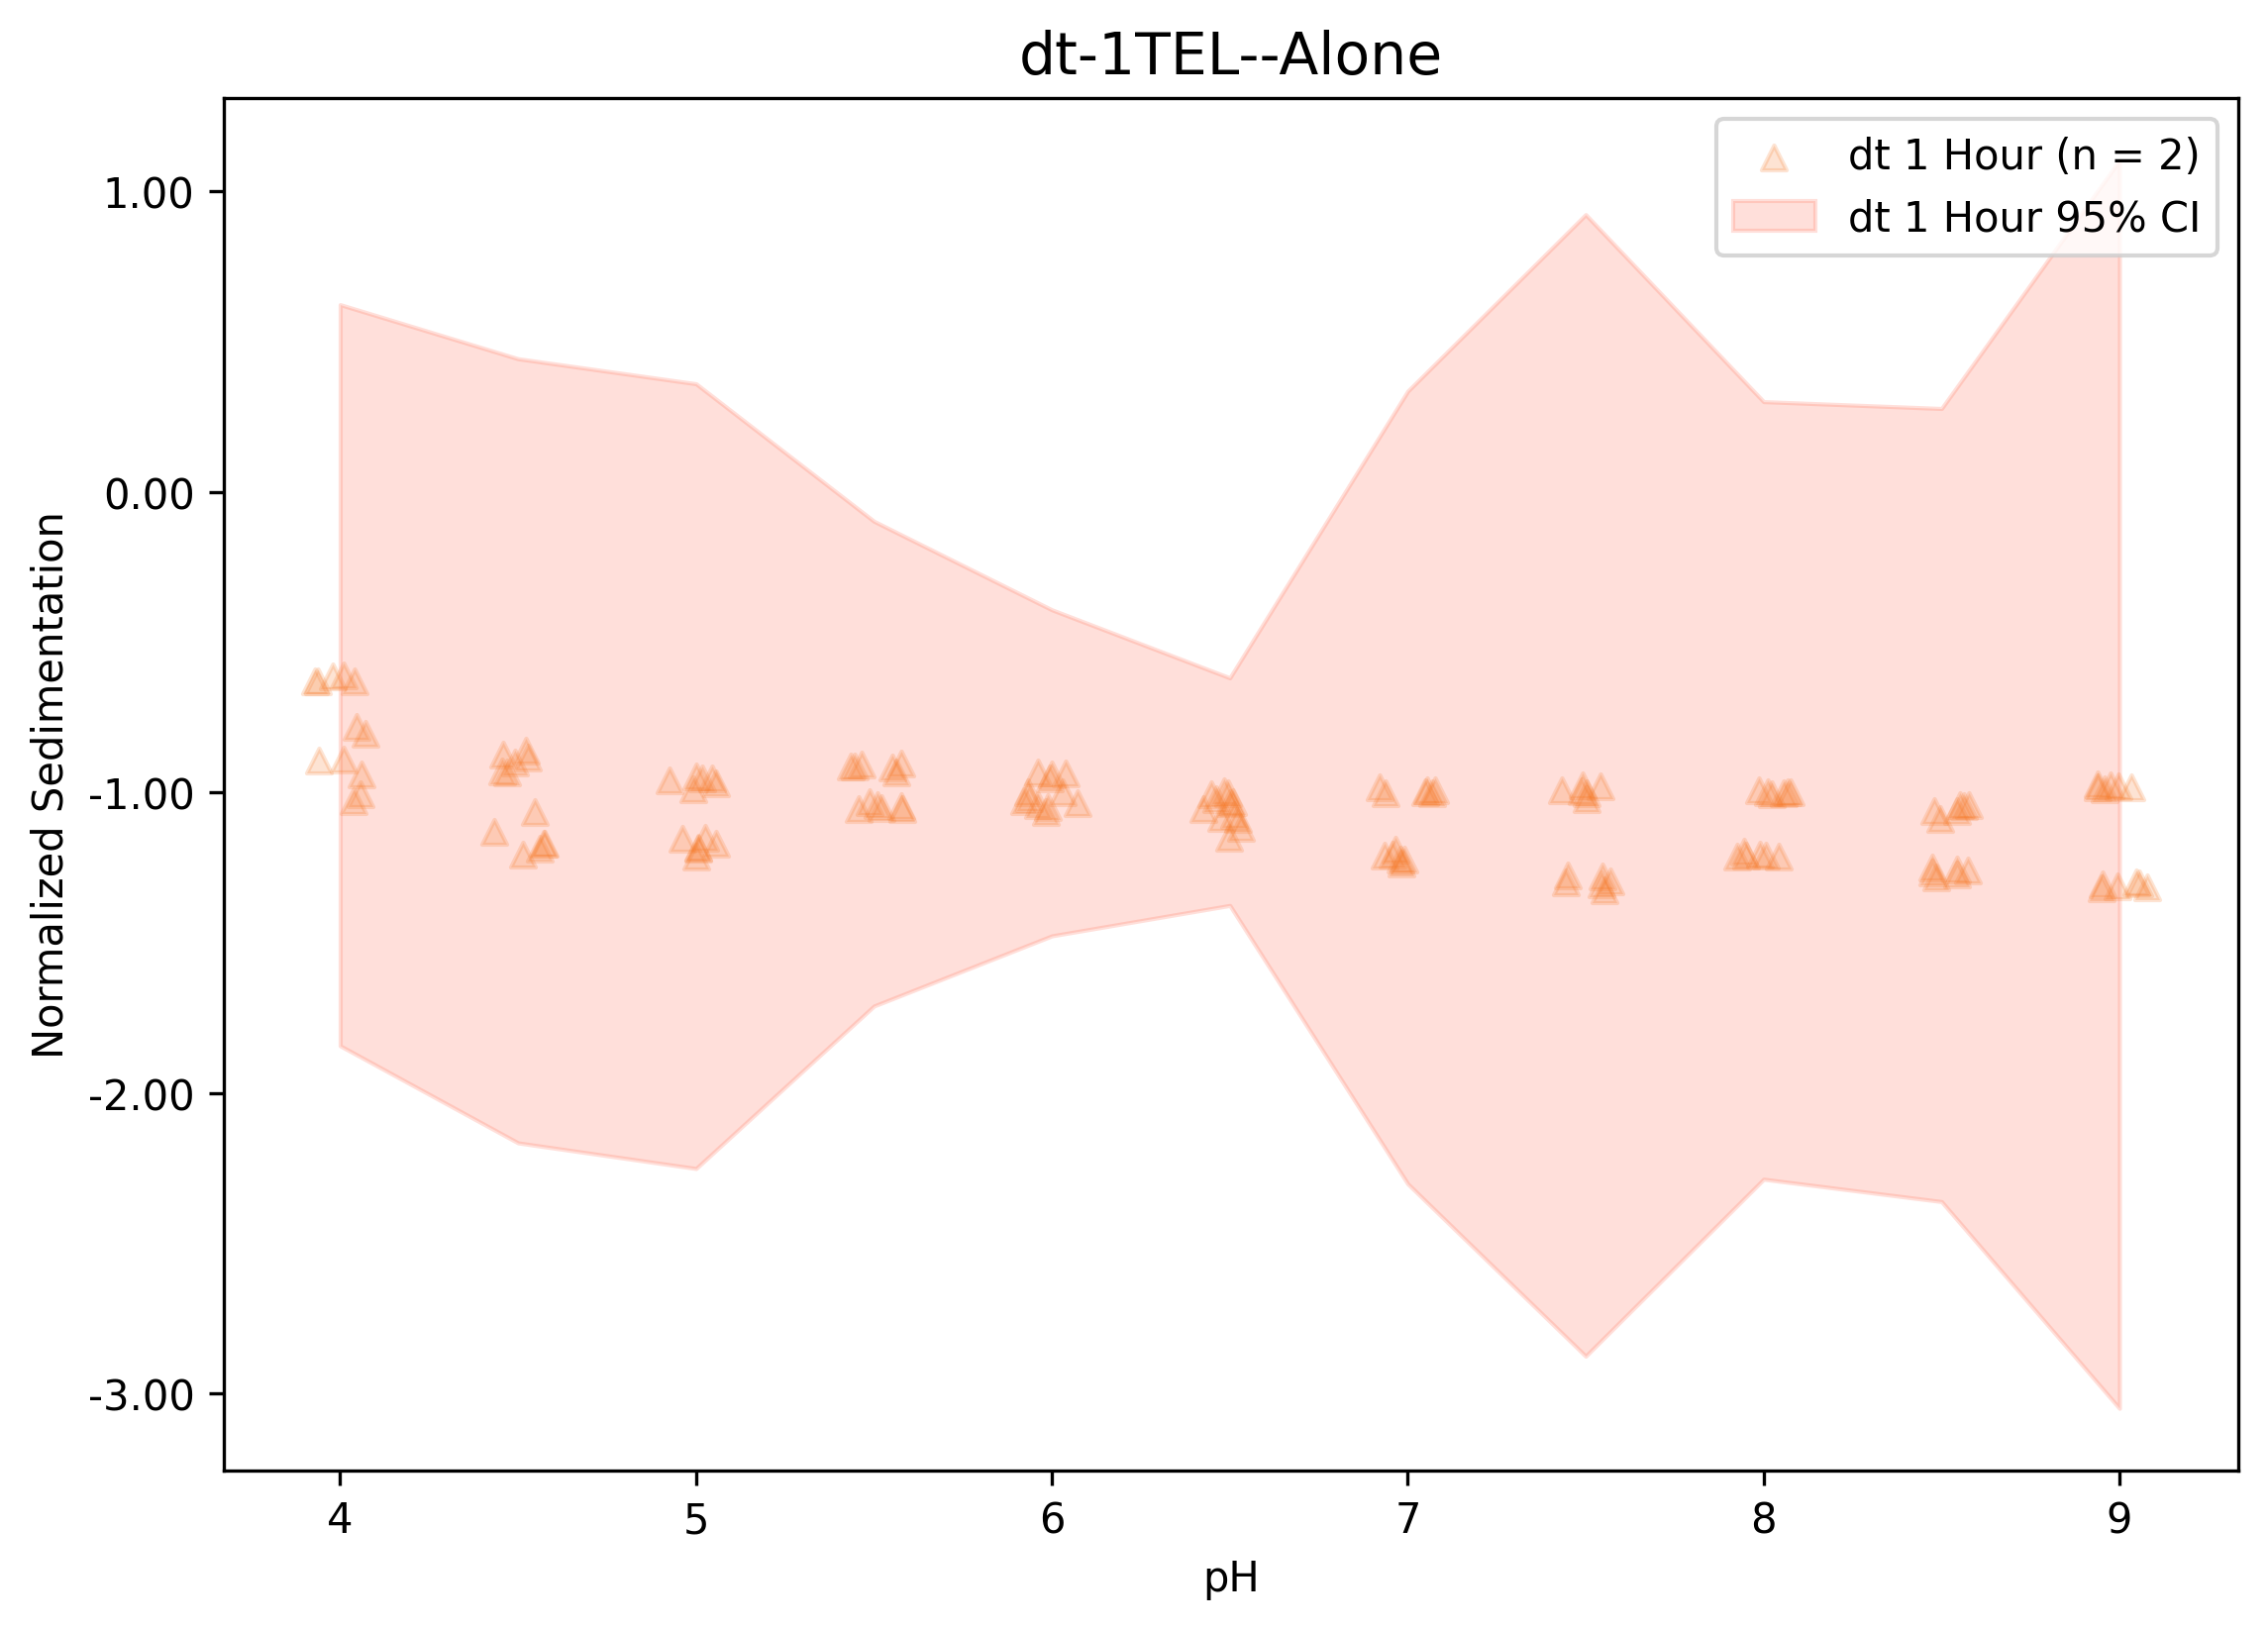 dt-1TEL--Alone
dt 1 Hour (n = 2)
dt 1 Hour 95% CI
1.00
0.00
-1.00
-2.00
-3.00
Normalized Sedimentation
4 5 6 7 8 9
pH